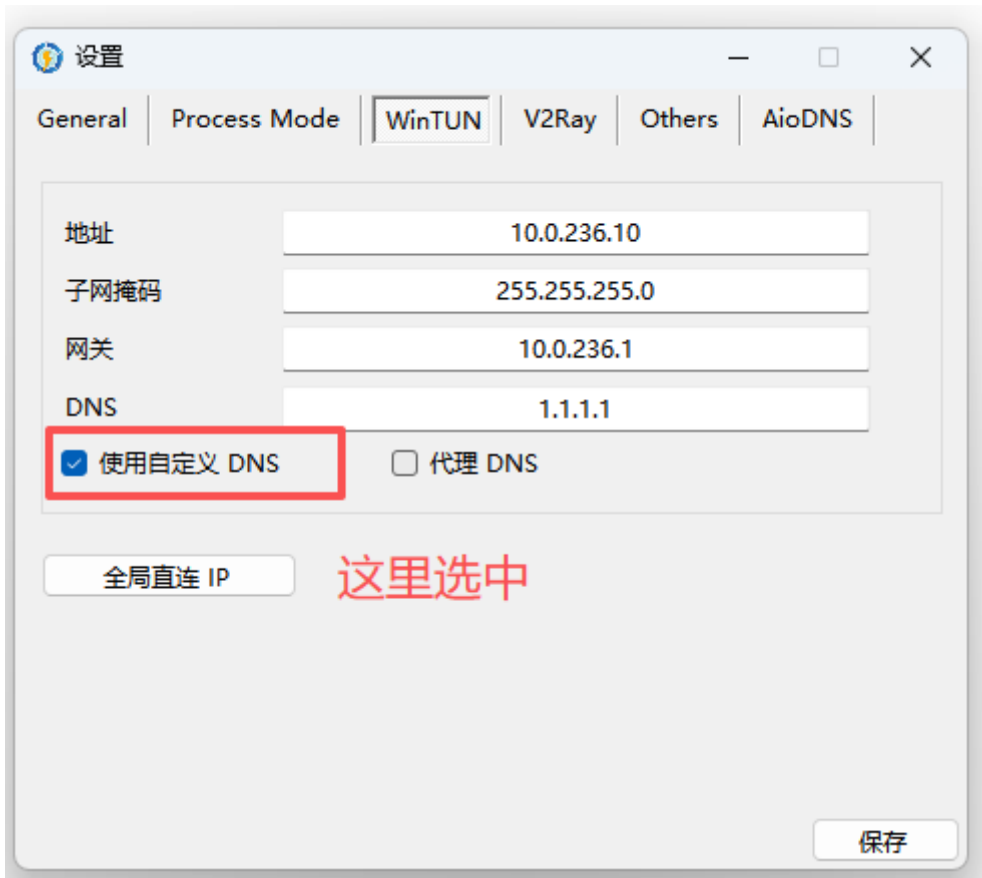 设置
General Process Mode WinTUN V2Ray Others AioDNS
地址 10.0.236.10
子网掩码 255.255.255.0
网关 10.0.236.1
DNS 1.1.1.1
使用自定义 DNS 代理 DNS
全局直连 IP 这里选中
保存